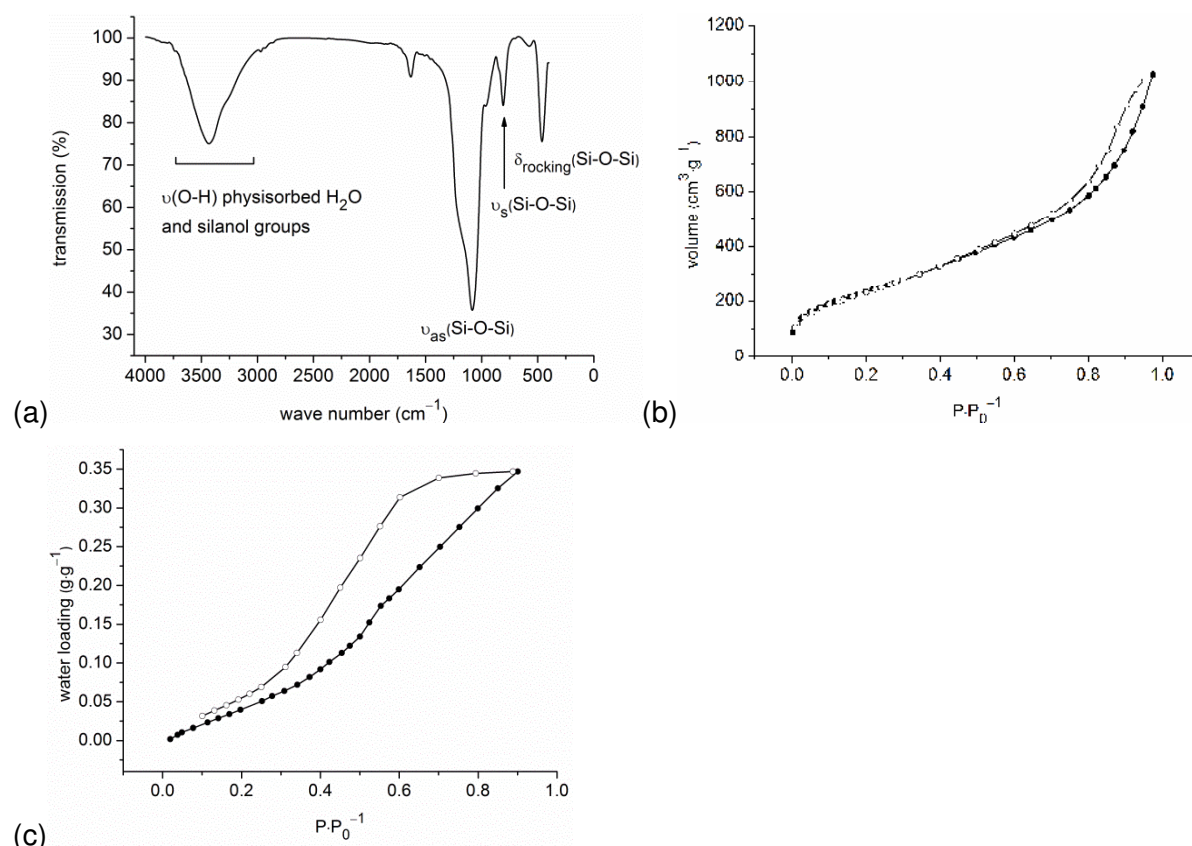 (a)
100
90
80
70
60
50
40
30
transmission (%)
υ(O-H) physisorbed H₂O
and silanol groups
δrocking(Si-O-Si)
υs(Si-O-Si)
υas(Si-O-Si)
4000 3500 3000 2500 2000 1500 1000 500 0
wave number (cm⁻¹)
(b)
1200
1000
800
600
400
200
0
volume (cm³·g⁻¹)
0.0 0.2 0.4 0.6 0.8 1.0
P·P₀⁻¹
(c)
0.35
0.30
0.25
0.20
0.15
0.10
0.05
0.00
water loading (g·g⁻¹)
0.0 0.2 0.4 0.6 0.8 1.0
P·P₀⁻¹